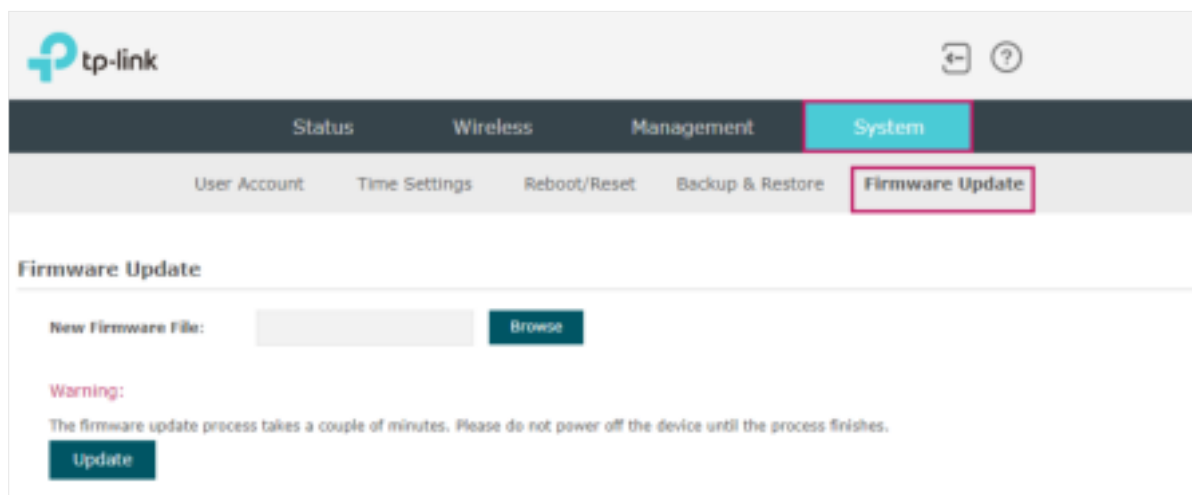 tp-link
Status Wireless Management System
User Account Time Settings Reboot/Reset Backup & Restore Firmware Update
Firmware Update
New Firmware File: Browse
Warning:
The firmware update process takes a couple of minutes. Please do not power off the device until the process finishes.
Update